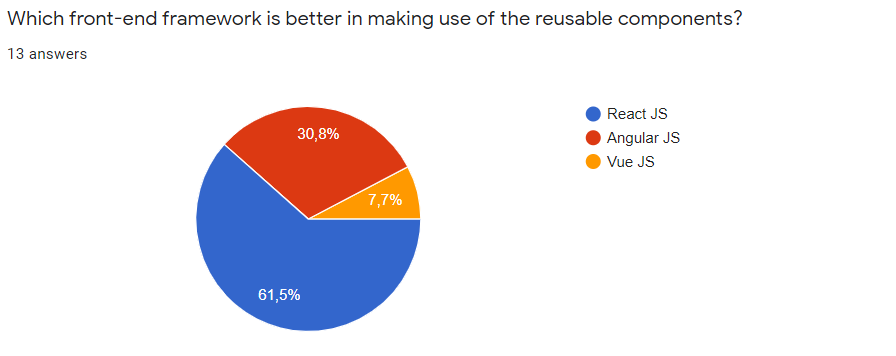 Which front-end framework is better in making use of the reusable components?
13 answers
30,8%
7,7%
61,5%
React JS
Angular JS
Vue JS